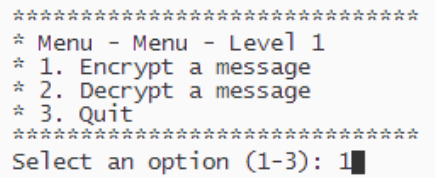 ******************************
* Menu - Menu - Level 1
* 1. Encrypt a message
* 2. Decrypt a message
* 3. Quit
******************************
Select an option (1-3): 1